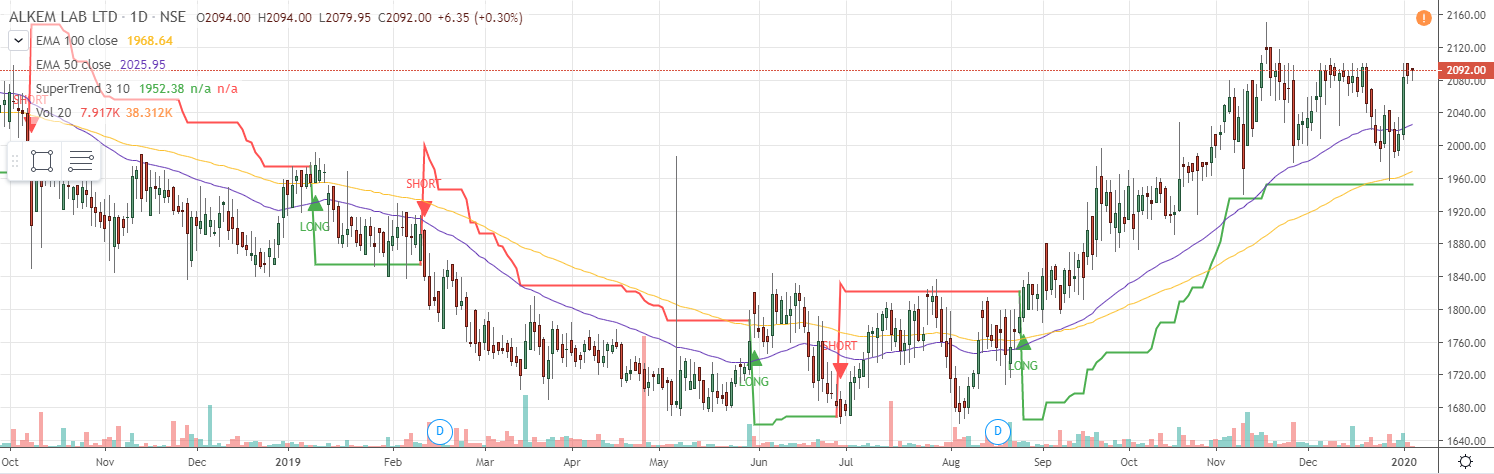 ALKEM LAB LTD · 1D · NSE O2094.00 H2094.00 L2079.95 C2092.00 +6.35 (+0.30%)
EMA 100 close 1968.64
EMA 50 close 2025.95
SuperTrend 3 10 1952.38 n/a n/a
Vol 20 7.917K 38.312K
SHORT
LONG
SHORT
LONG
SHORT
LONG
D
D
!
2160.00
2120.00
2092.00
2080.00
2040.00
2000.00
1960.00
1920.00
1880.00
1840.00
1800.00
1760.00
1720.00
1680.00
1640.00
Oct Nov Dec 2019 Feb Mar Apr May Jun Jul Aug Sep Oct Nov Dec 2020